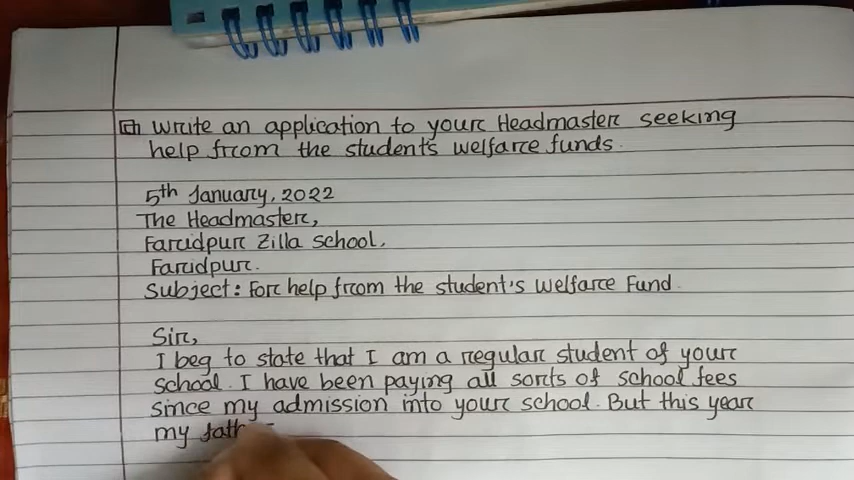 Write an application to your Headmaster seeking
help from the students welfare funds.
5th January, 2022
The Headmaster,
Faridpur Zilla school,
Faridpur.
Subject: For help from the student's welfare Fund.
Sir,
I beg to state that I am a regular student of your
school. I have been paying all sorts of school fees
since my admission into your school. But this year
my